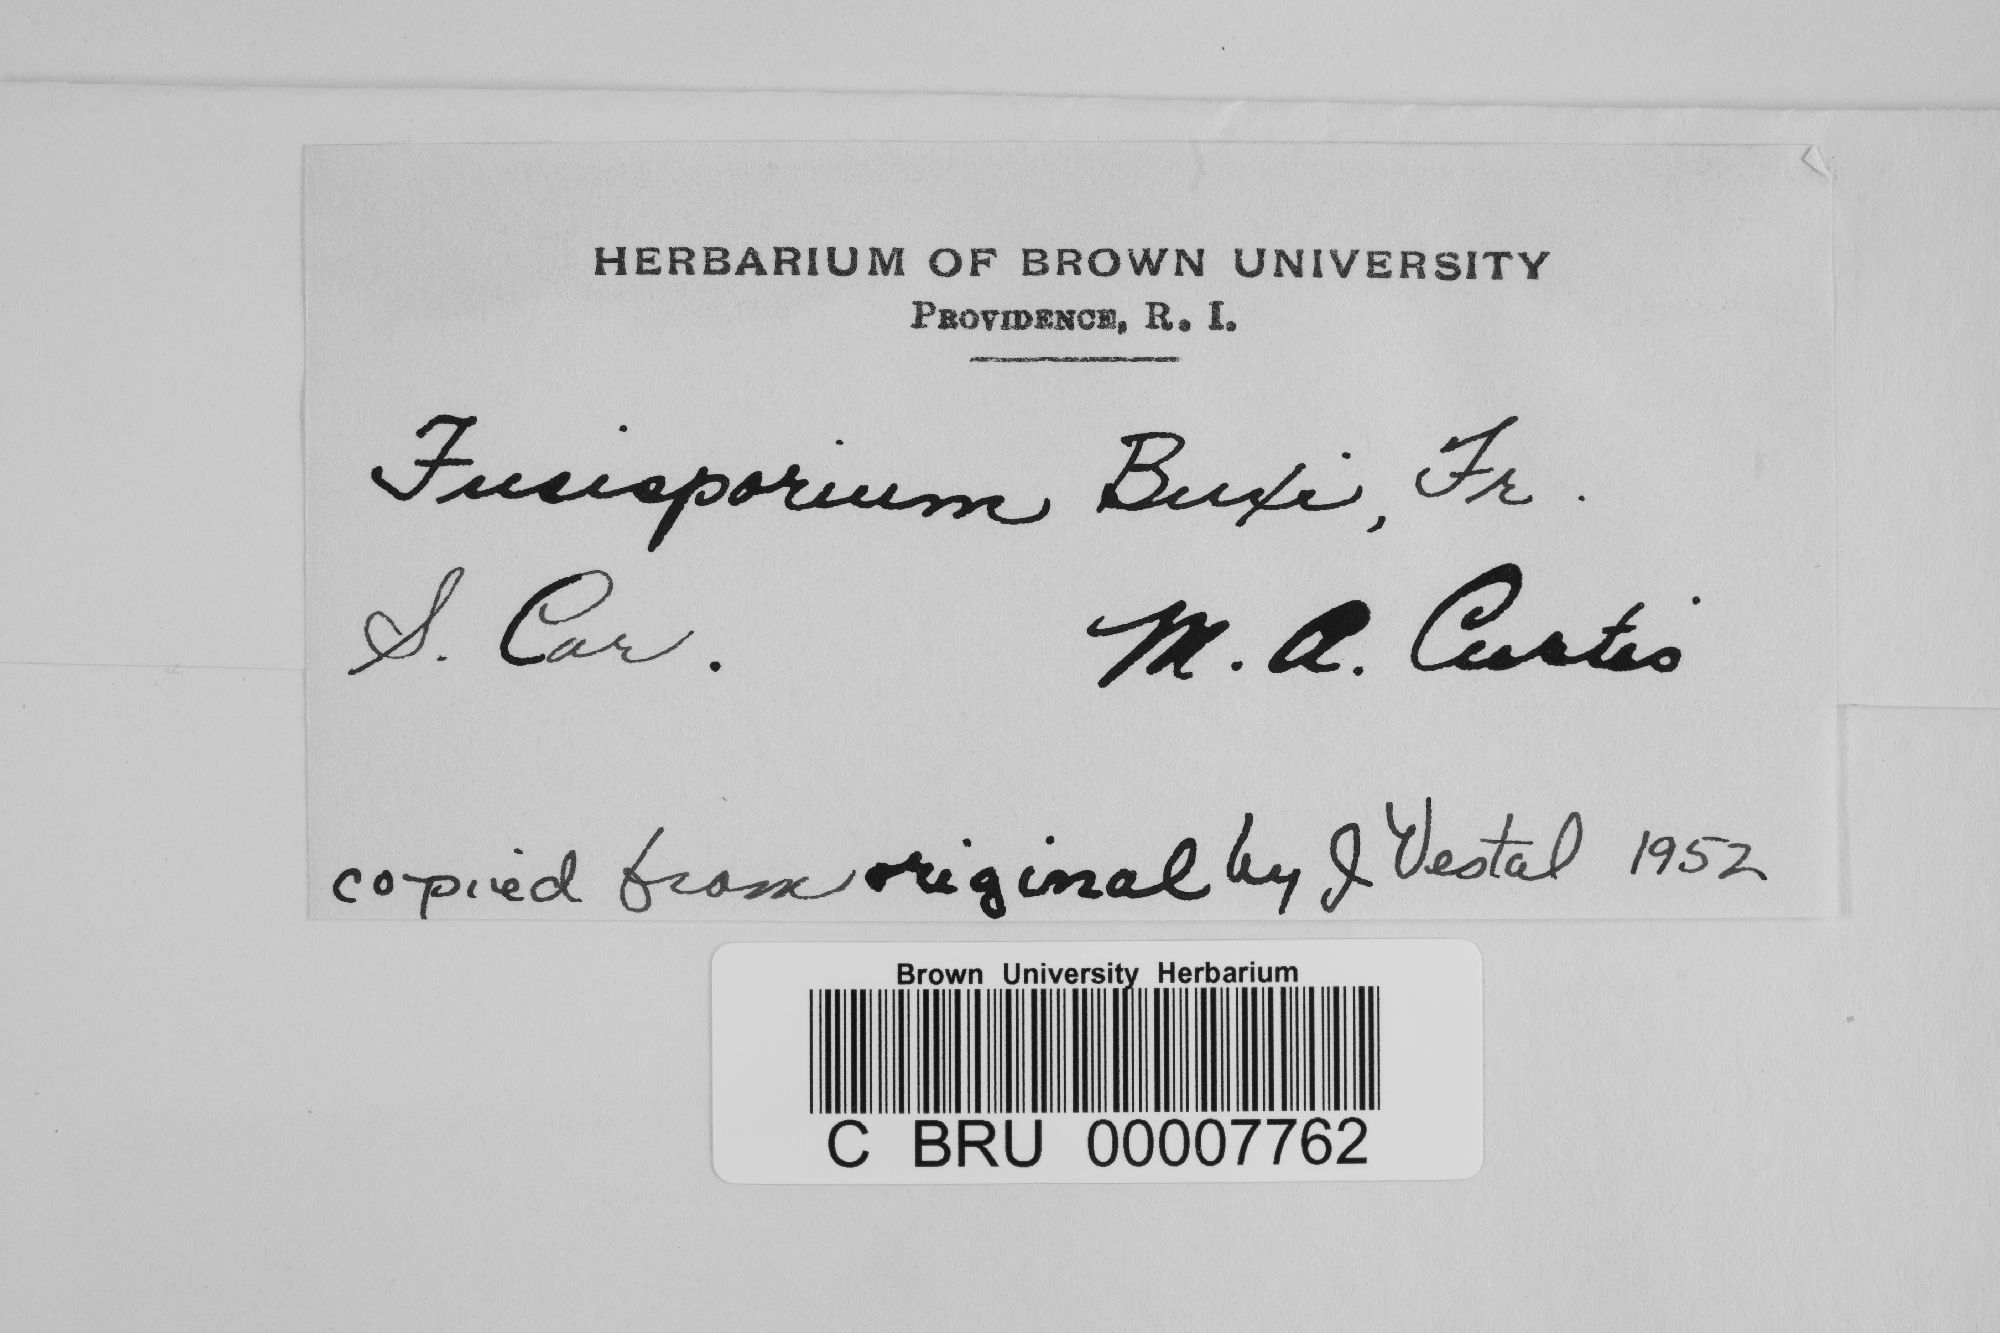 HERBARIUM OF BROWN UNIVERSITY
PROVIDENCE, R. I.
Fusisporium Buxi, Fr.
S. Car. M. A. Curtis
copied from original by J Vestal 1952
Brown University Herbarium
C BRU 00007762